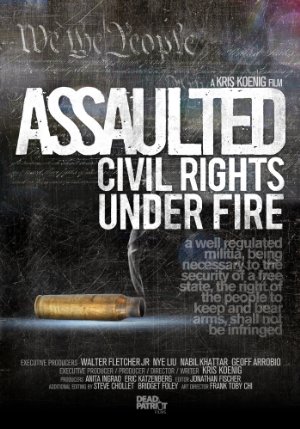 We the People
A KRIS KOENIG FILM
ASSAULTED
CIVIL RIGHTS
UNDER FIRE
a well regulated
militia, being
necessary to the
security of a free
state, the right of
the people to
keep and bear
arms, shall not
be infringed
EXECUTIVE PRODUCERS WALTER FLETCHER JR NYE LIU NABIL KHATTAR GEOFF ARROBIO
EXECUTIVE PRODUCER / PRODUCER / DIRECTOR / WRITER KRIS KOENIG
PRODUCERS ANITA INGRAO ERIC KATZENBERG EDITOR JONATHAN FISCHER
ADDITIONAL EDITING BY STEVE CHOLLET BRIDGET FOLEY ART DIRECTOR FRANK TOBY CHI
DEAD
PATRIOT
FILMS